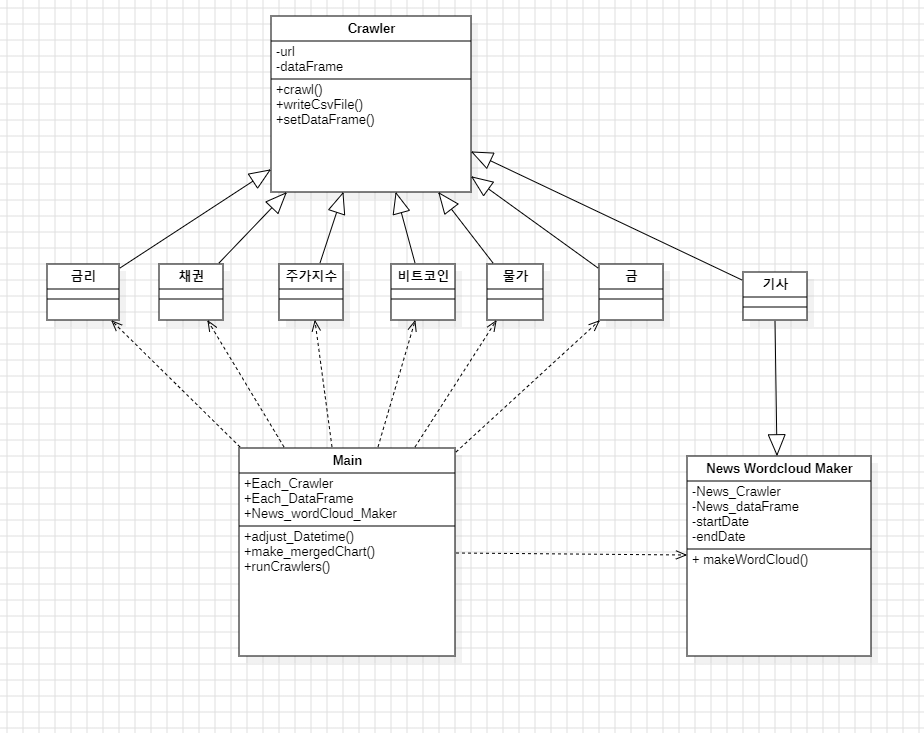 Crawler
-url
-dataFrame
+crawl()
+writeCsvFile()
+setDataFrame()
금리
채권
주가지수
비트코인
물가
금
기사
Main
+Each_Crawler
+Each_DataFrame
+News_wordCloud_Maker
+adjust_Datetime()
+make_mergedChart()
+runCrawlers()
News Wordcloud Maker
-News_Crawler
-News_dataFrame
-startDate
-endDate
+ makeWordCloud()